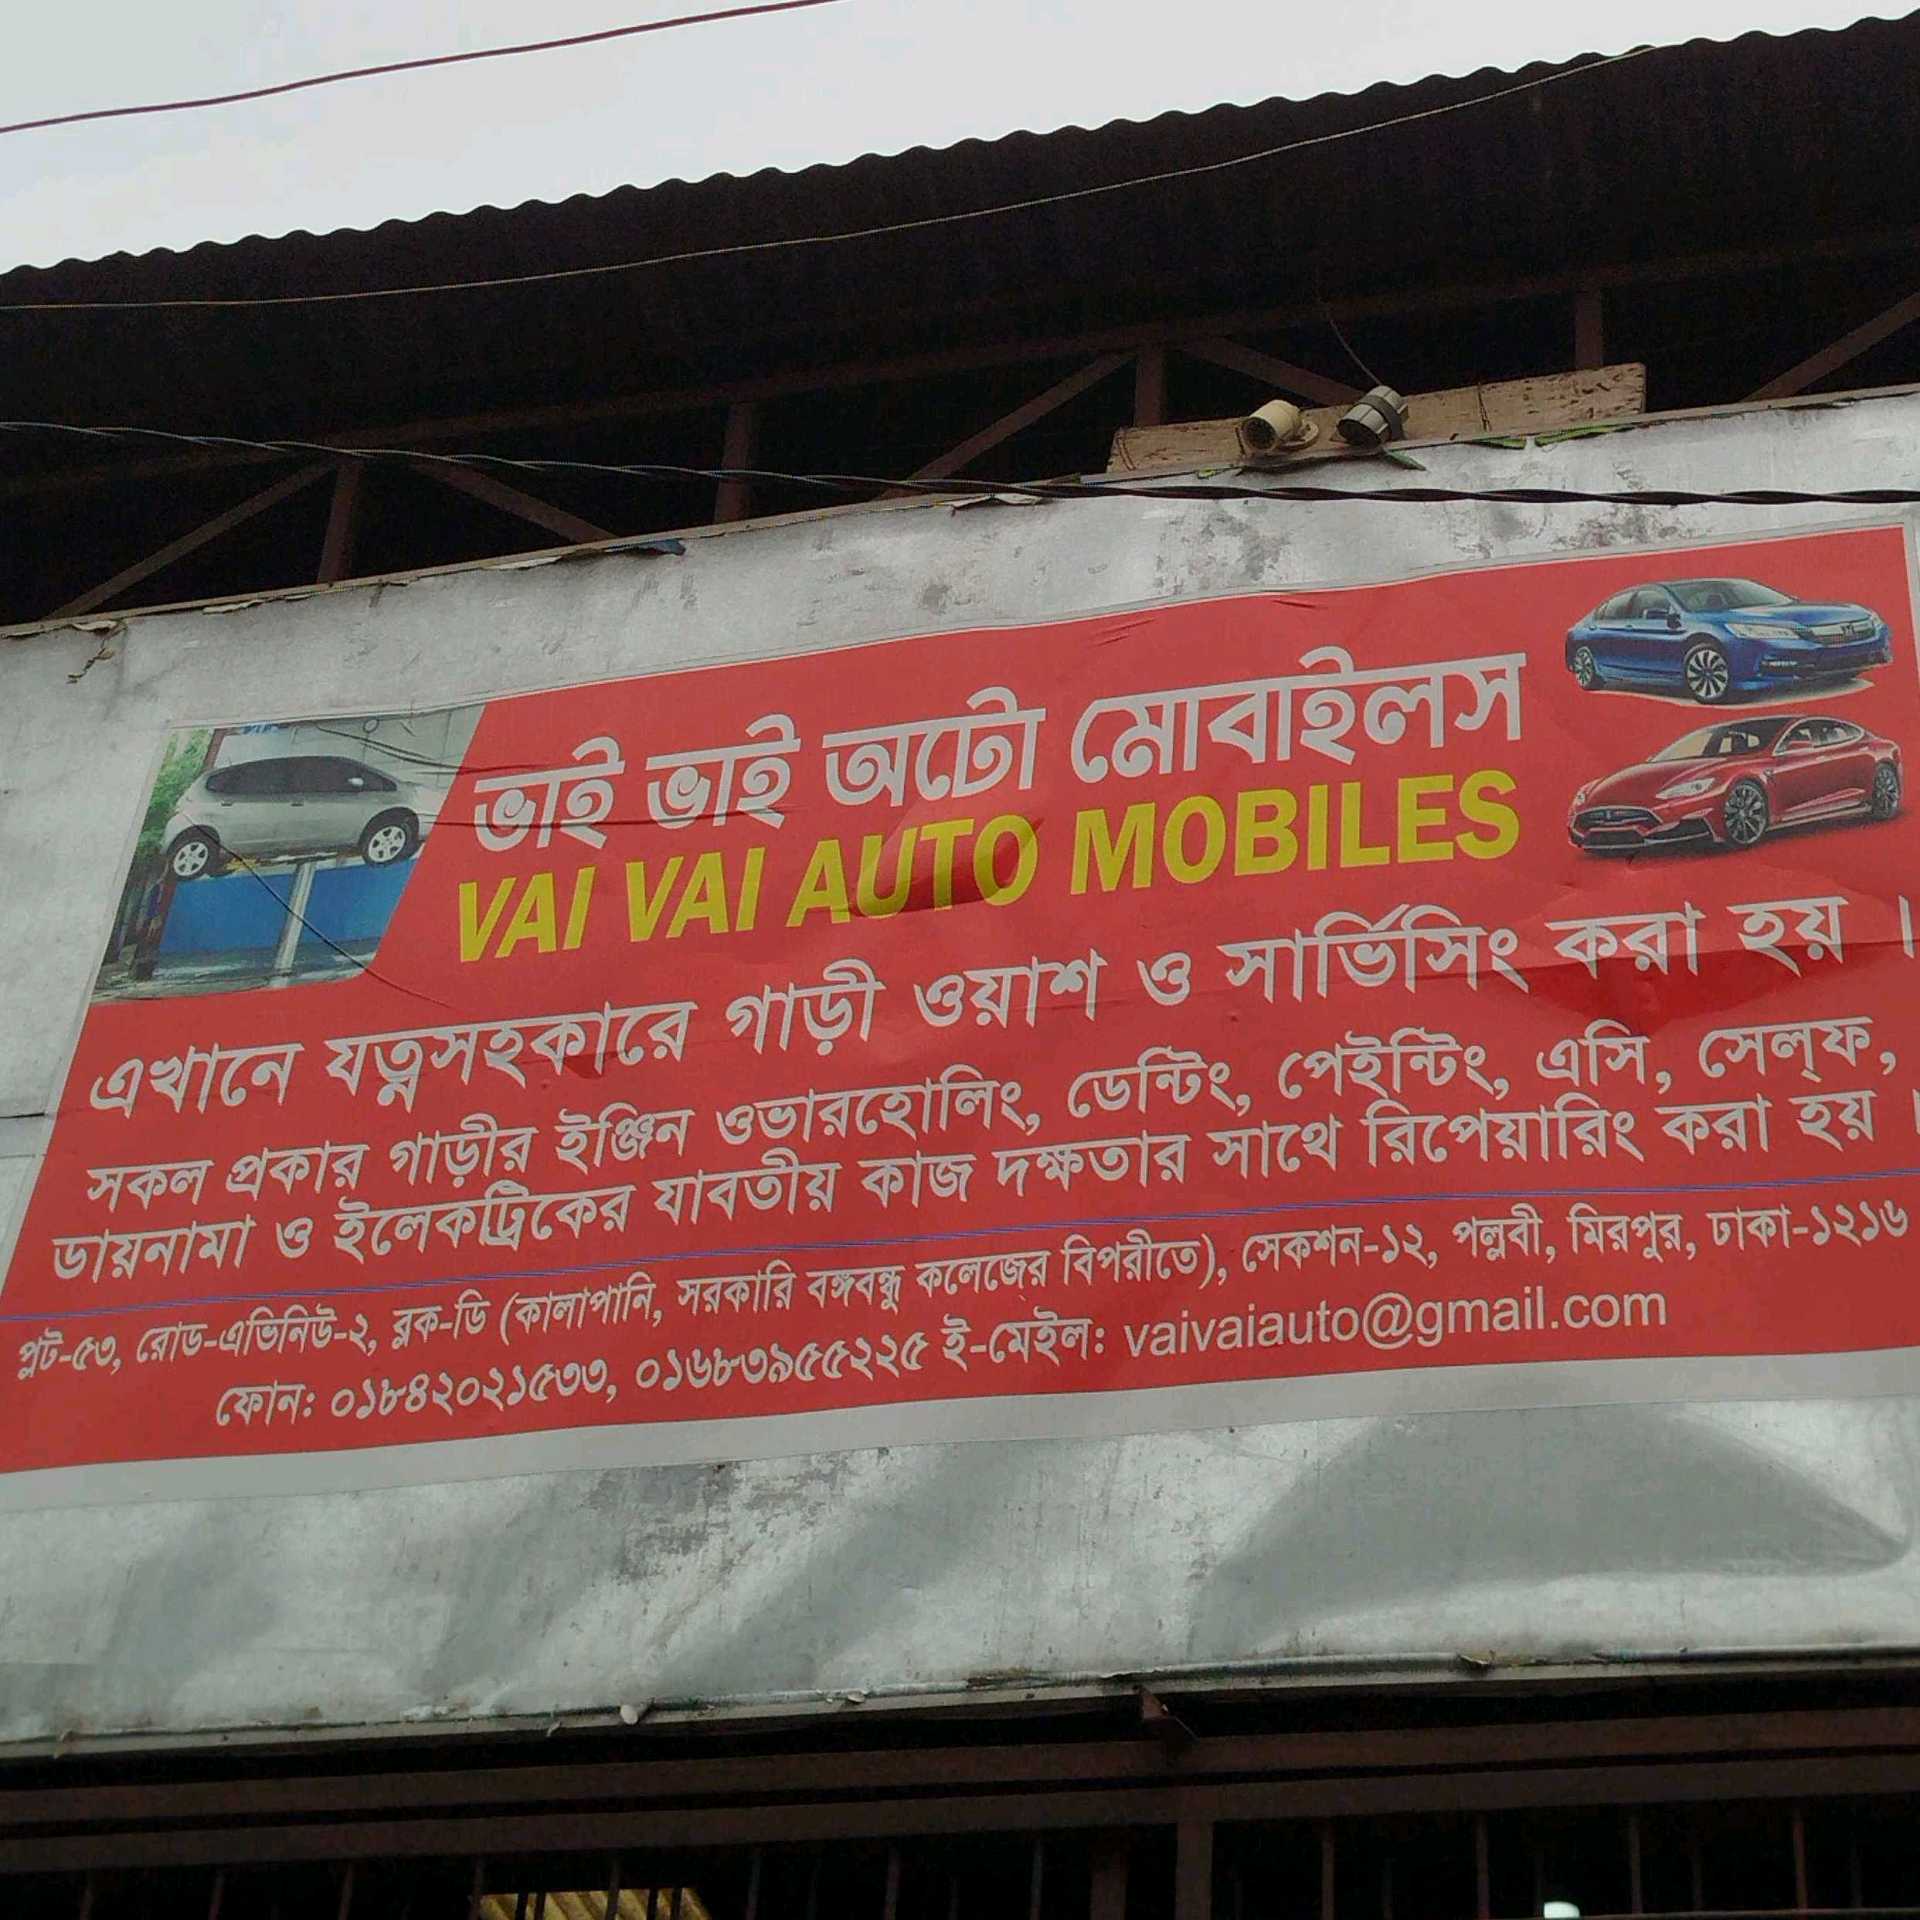 ভাই ভাই অটো মোবাইলস
VAI VAI AUTO MOBILES
এখানে যত্নসহকারে গাড়ী ওয়াশ ও সার্ভিসিং করা হয় ।
সকল প্রকার গাড়ীর ইঞ্জিন ওভারহোলিং, ডেন্টিং, পেইন্টিং, এসি, সেল্‌ফ,
ডায়নামা ও ইলেকট্রিকের যাবতীয় কাজ দক্ষতার সাথে রিপেয়ারিং করা হয় ।
প্লট-৫৩, রোড-এভিনিউ-২, ব্লক-ডি (কালাপানি, সরকারি বঙ্গবন্ধু কলেজের বিপরীতে), সেকশন-১২, পল্লবী, মিরপুর, ঢাকা-১২১৬
ফোন: ০১৮৪২০২১৫৩৩, ০১৬৮৩৯৫৫২২৫ ই-মেইল: vaivaiauto@gmail.com